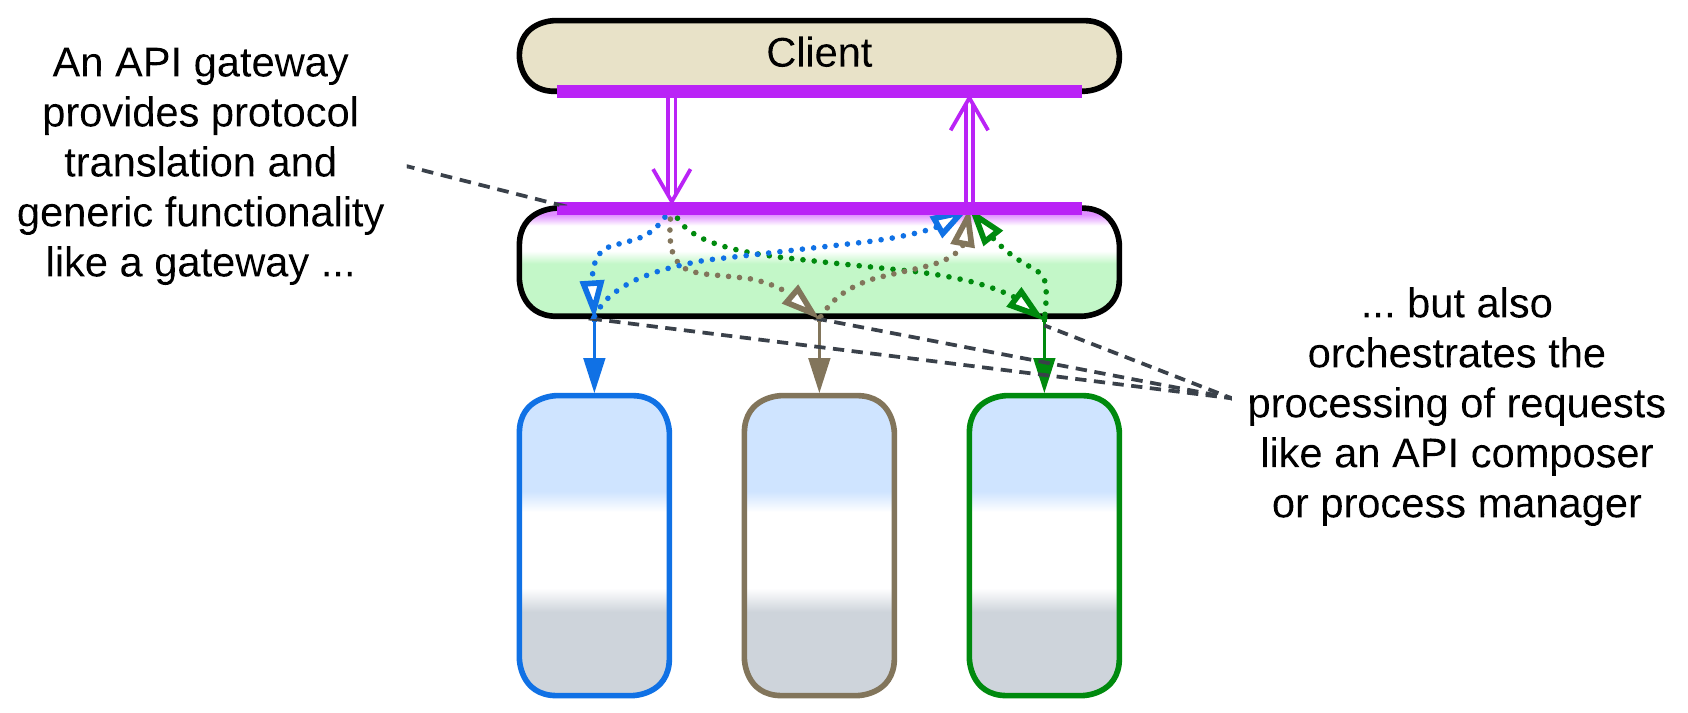 Client
An API gateway
provides protocol
translation and
generic functionality
like a gateway ...
... but also
orchestrates the
processing of requests
like an API composer
or process manager